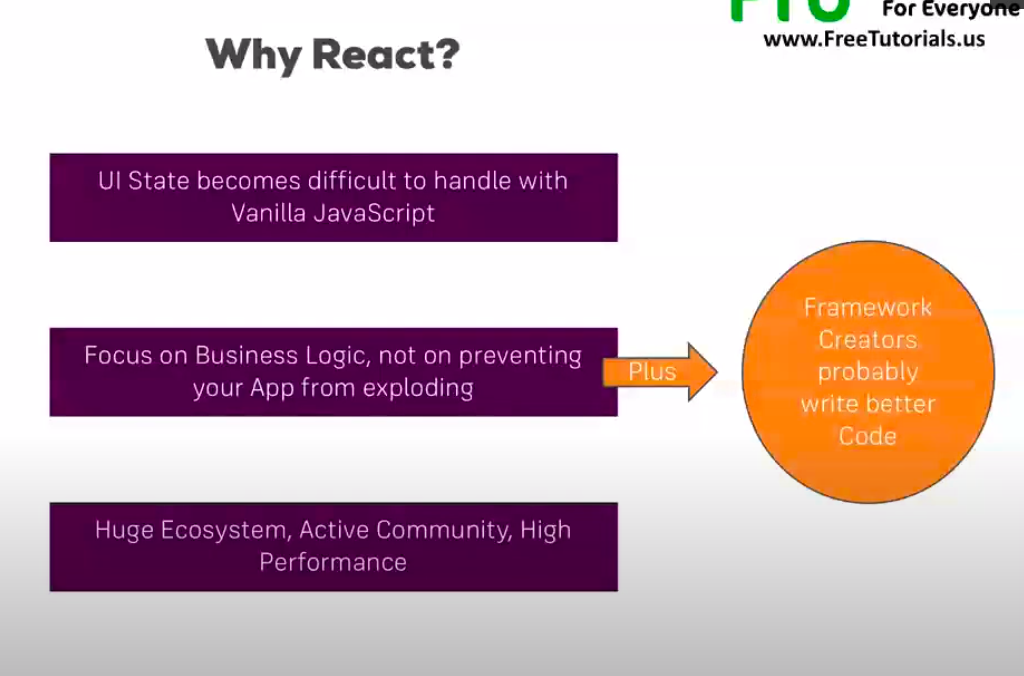 For Everyone
www.FreeTutorials.us
Why React?
UI State becomes difficult to handle with
Vanilla JavaScript
Focus on Business Logic, not on preventing
your App from exploding
Plus
Framework
Creators
probably
write better
Code
Huge Ecosystem, Active Community, High
Performance